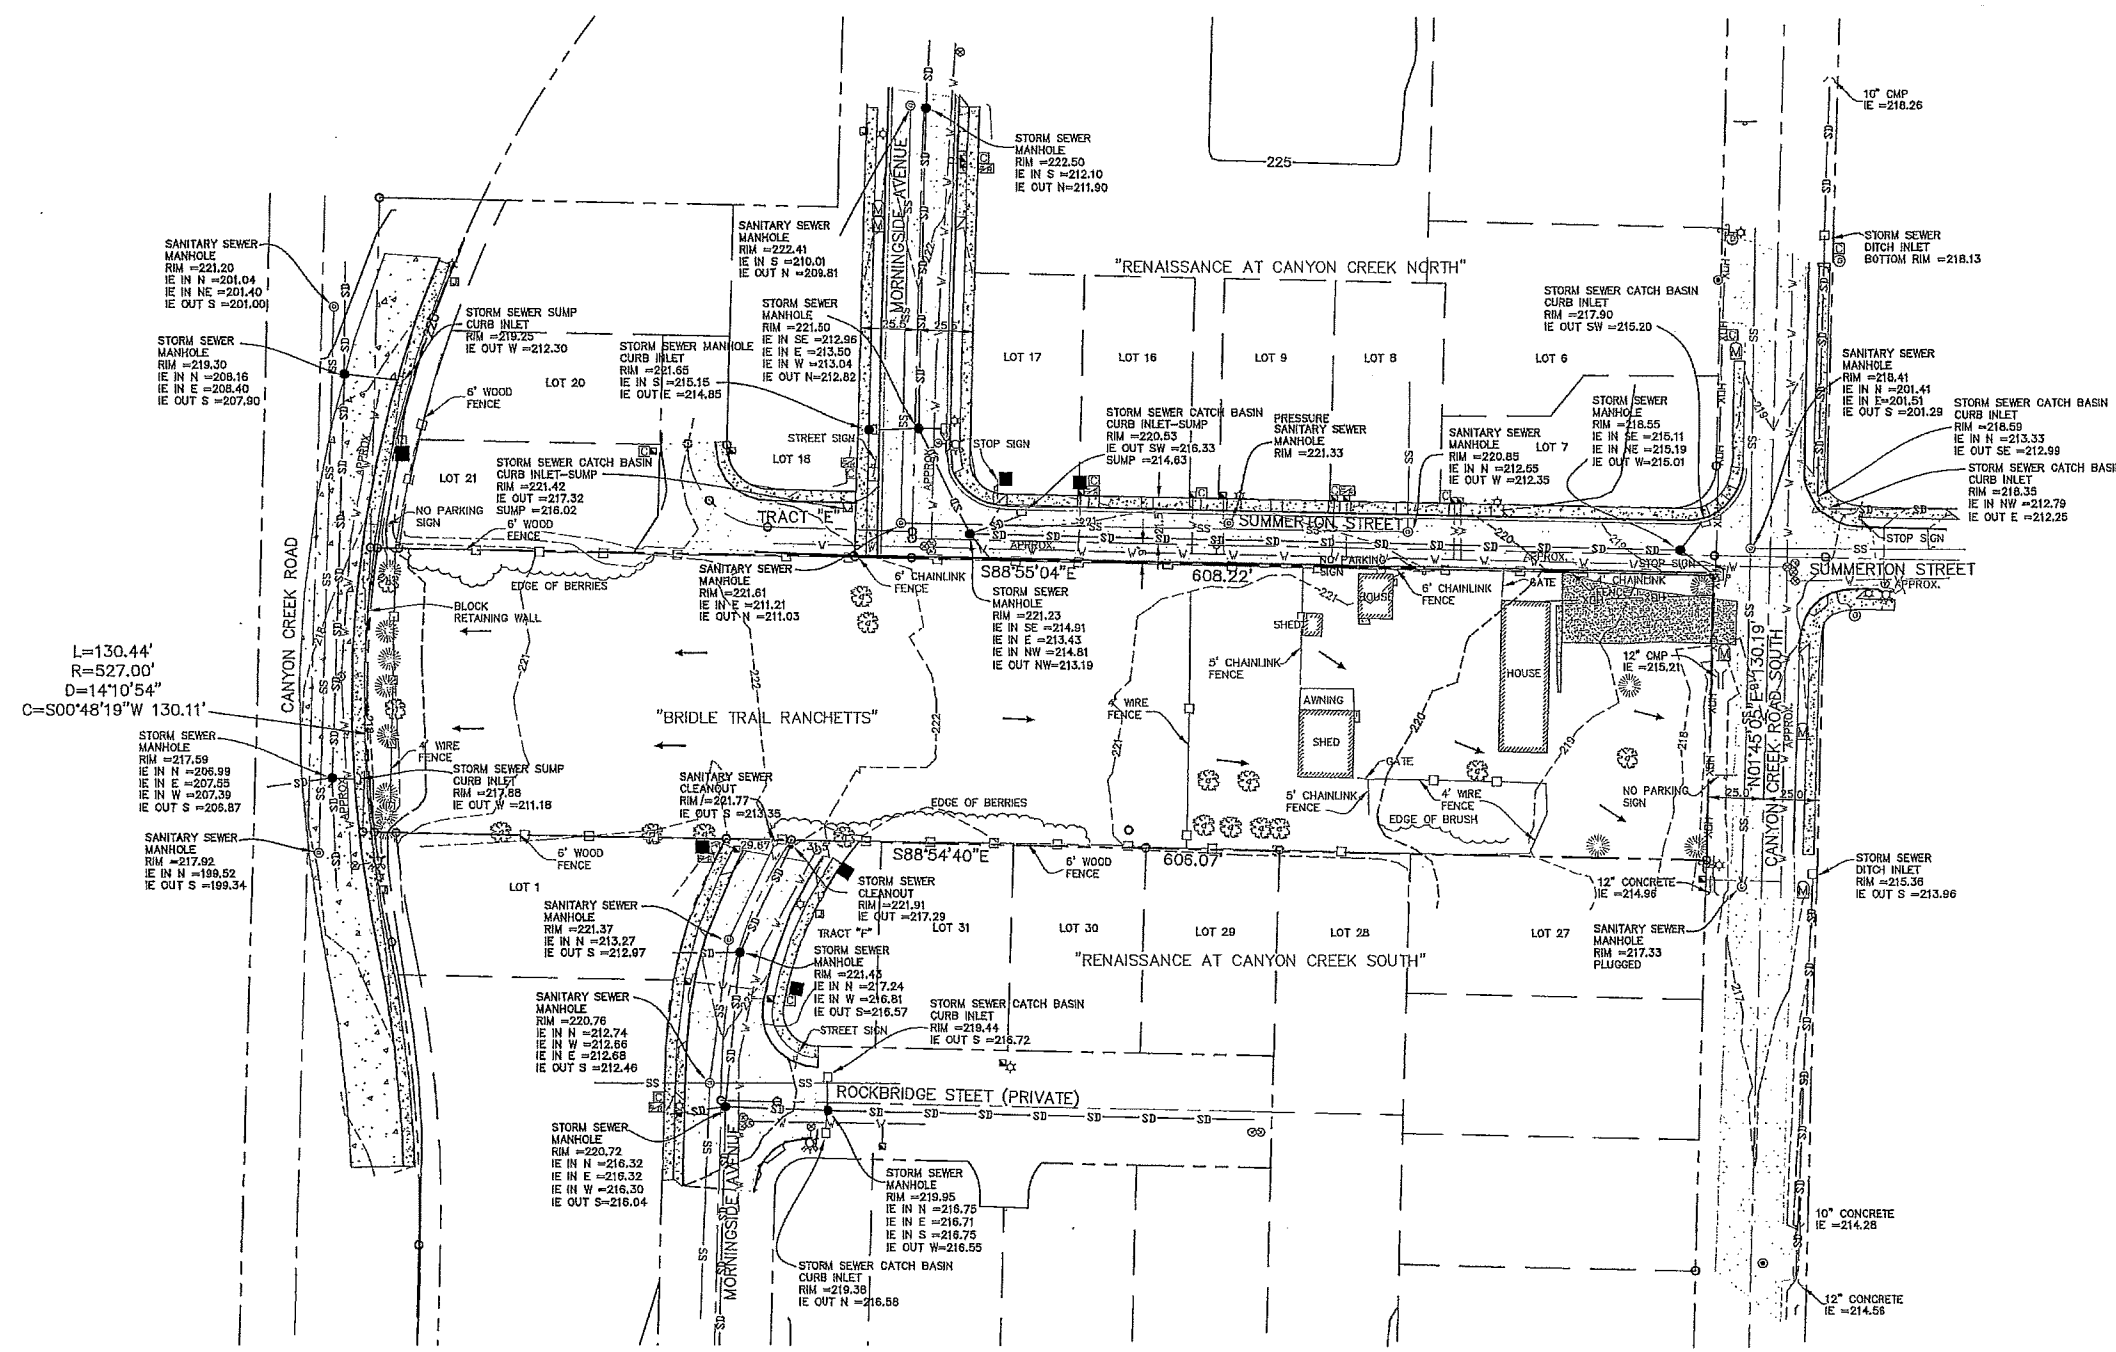 10" CMP
IE =218.26
STORM SEWER
MANHOLE
RIM =222.50
IE IN S =212.10
IE OUT N=211.90
225
MORNINGSIDE AVENUE
SANITARY SEWER
MANHOLE
RIM =222.41
IE IN S =210.01
IE OUT N =209.81
STORM SEWER
DITCH INLET
BOTTOM RIM =218.13
SANITARY SEWER
MANHOLE
RIM =221.20
IE IN N =201.04
IE IN NE =201.40
IE OUT S =201.00
"RENAISSANCE AT CANYON CREEK NORTH"
STORM SEWER CATCH BASIN
CURB INLET
RIM =217.90
IE OUT SW =215.20
STORM SEWER
MANHOLE
RIM =221.50
IE IN SE =212.96
IE IN E =213.50
IE IN W =213.04
IE OUT N=212.82
STORM SEWER SUMP
CURB INLET
RIM =219.25
IE OUT W =212.30
STORM SEWER
MANHOLE
RIM =219.30
IE IN N =208.16
IE IN E =208.40
IE OUT S =207.90
STORM SEWER MANHOLE
CURB INLET
RIM =221.65
IE IN S =215.15
IE OUT E =214.85
25.5'
25.5'
222
LOT 20
LOT 17
LOT 16
LOT 9
LOT 8
LOT 6
SANITARY SEWER
MANHOLE
RIM =218.41
IE IN N =201.41
IE IN E=201.51
IE OUT S =201.29
6' WOOD
FENCE
STORM SEWER CATCH BASIN
CURB INLET
RIM =218.59
IE IN N =213.33
IE OUT SE =212.99
STORM SEWER CATCH BASIN
CURB INLET-SUMP
RIM =220.53
IE OUT SW =216.33
SUMP =214.63
PRESSURE
SANITARY SEWER
MANHOLE
RIM =221.33
STORM SEWER
MANHOLE
RIM =218.55
IE IN SE =215.11
IE IN NE =215.19
IE OUT W=215.01
SANITARY SEWER
MANHOLE
RIM =220.85
IE IN N =212.55
IE OUT W =212.35
LOT 7
STREET SIGN
STOP SIGN
LOT 18
LOT 21
STORM SEWER CATCH BASIN
CURB INLET-SUMP
RIM =221.42
IE OUT =217.32
SUMP =216.02
STORM SEWER CATCH BASIN
CURB INLET
RIM =218.35
IE IN NW =212.79
IE OUT E =212.25
NO PARKING
SIGN
6' WOOD
FENCE
TRACT "E"
SUMMERTON STREET
STOP SIGN
EDGE OF BERRIES
SANITARY SEWER
MANHOLE
RIM =221.61
IE IN E =211.21
IE OUT N =211.03
6' CHAINLINK
FENCE
S88°55'04"E
608.22'
NO PARKING
SIGN
6' CHAINLINK
FENCE
GATE
APPROX.
STOP SIGN
4' CHAINLINK
FENCE
SUMMERTON STREET
APPROX.
BLOCK
RETAINING WALL
STORM SEWER
MANHOLE
RIM =221.23
IE IN SE =214.91
IE IN E =213.43
IE IN NW =214.81
IE OUT NW=213.19
HOUSE
SHED
CANYON CREEK ROAD
L=130.44'
R=527.00'
D=14°10'54"
C=S00°48'19"W 130.11'
5' CHAINLINK
FENCE
12" CMP
IE =215.21
HOUSE
AWNING
SHED
"BRIDLE TRAIL RANCHETTS"
4' WIRE
FENCE
N01°45'05"E 130.19'
CANYON CREEK ROAD SOUTH
STORM SEWER
MANHOLE
RIM =217.59
IE IN N =206.99
IE IN E =207.55
IE IN W =207.39
IE OUT S =206.87
4' WIRE
FENCE
STORM SEWER SUMP
CURB INLET
RIM =217.88
IE OUT W =211.18
SANITARY SEWER
CLEANOUT
RIM =221.77
IE OUT S =213.35
EDGE OF BERRIES
GATE
5' CHAINLINK
FENCE
4' WIRE
FENCE
EDGE OF BRUSH
NO PARKING
SIGN
25.0'
25.0'
SANITARY SEWER
MANHOLE
RIM =217.92
IE IN N =199.52
IE OUT S =199.34
6' WOOD
FENCE
29.67
S88°54'40"E
6' WOOD
FENCE
606.07'
STORM SEWER
DITCH INLET
RIM =215.36
IE OUT S =213.96
LOT 1
STORM SEWER
CLEANOUT
RIM =221.91
IE OUT =217.29
12" CONCRETE
IE =214.96
SANITARY SEWER
MANHOLE
RIM =221.37
IE IN N =213.27
IE OUT S =212.97
TRACT "F"
LOT 31
LOT 30
LOT 29
LOT 28
LOT 27
SANITARY SEWER
MANHOLE
RIM =217.33
PLUGGED
STORM SEWER
MANHOLE
RIM =221.43
IE IN N =217.24
IE IN W =216.81
IE OUT S=216.57
"RENAISSANCE AT CANYON CREEK SOUTH"
SANITARY SEWER
MANHOLE
RIM =220.76
IE IN N =212.74
IE IN W =212.66
IE IN E =212.68
IE OUT S =212.46
STREET SIGN
STORM SEWER CATCH BASIN
CURB INLET
RIM =219.44
IE OUT S =216.72
ROCKBRIDGE STEET (PRIVATE)
STORM SEWER
MANHOLE
RIM =220.72
IE IN N =216.32
IE IN E =216.32
IE IN W =216.30
IE OUT S=216.04
MORNINGSIDE AVENUE
STORM SEWER
MANHOLE
RIM =219.95
IE IN N =216.75
IE IN E =216.71
IE IN S =216.75
IE OUT W=216.55
STORM SEWER CATCH BASIN
CURB INLET
RIM =219.38
IE OUT N =216.58
10" CONCRETE
IE =214.28
12" CONCRETE
IE =214.56